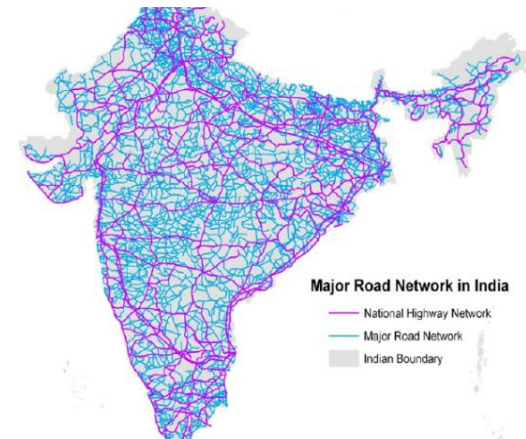 Major Road Network in India
National Highway Network
Major Road Network
Indian Boundary